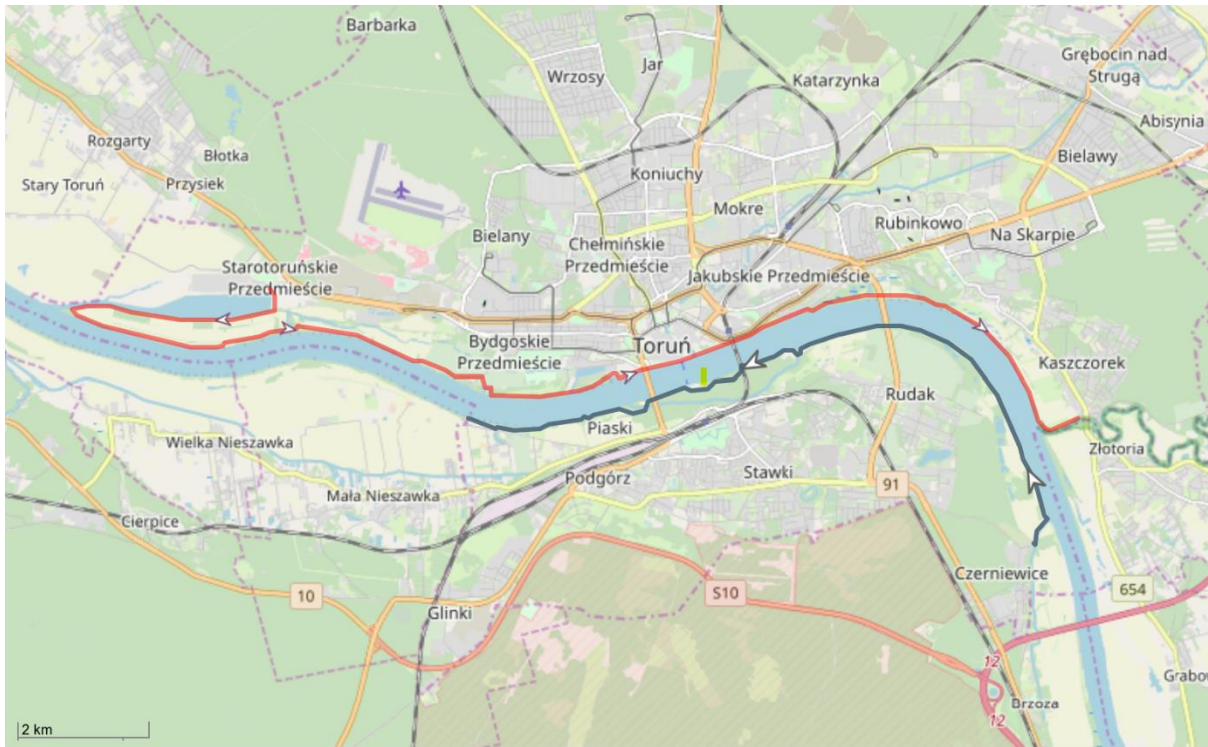 Barbarka
Jar
Wrzosy
Katarzynka
Grębocin nad
Strugą
Abisynia
Rozgarty
Błotka
Bielawy
Stary Toruń
Przysiek
Koniuchy
Mokre
Rubinkowo
Bielany
Chełmińskie
Przedmieście
Na Skarpie
Starotoruńskie
Przedmieście
Jakubskie Przedmieście
Bydgoskie
Przedmieście
Toruń
Kaszczorek
Rudak
Piaski
Wielka Nieszawka
Złotoria
Stawki
Podgórz
91
Mała Nieszawka
Cierpice
Czerniewice
10
S10
654
Glinki
12
Grabow
Brzoza
12
2 km